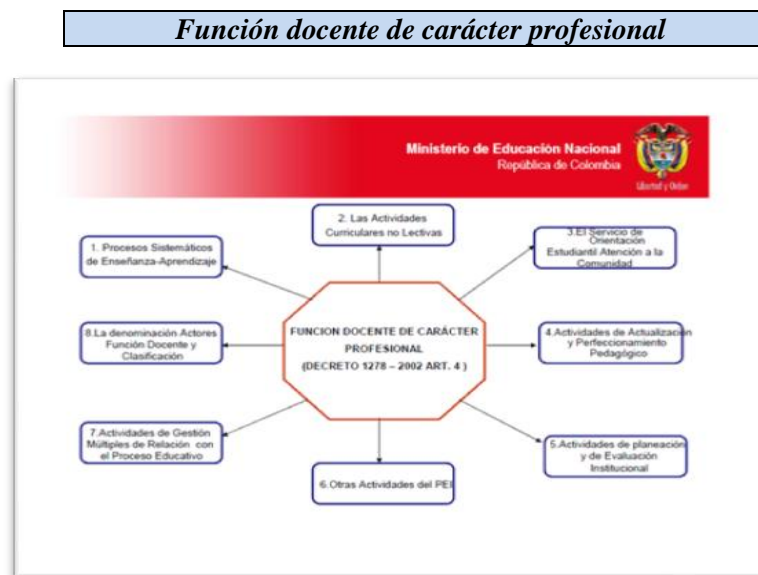 Función docente de carácter profesional
Ministerio de Educación Nacional
República de Colombia
Libertad y Orden
2. Las Actividades
Curriculares no Lectivas
1. Procesos Sistemáticos
de Enseñanza-Aprendizaje
3.El Servicio de
Orientación
Estudiantil Atención a la
Comunidad
FUNCION DOCENTE DE CARÁCTER
PROFESIONAL
(DECRETO 1278 – 2002 ART. 4 )
8.La denominación Actores
Función Docente y
Clasificación
4.Actividades de Actualización
y Perfeccionamiento
Pedagógico
7.Actividades de Gestión
Múltiples de Relación con
el Proceso Educativo
5.Actividades de planeación
y de Evaluación
Institucional
6.Otras Actividades del PEI